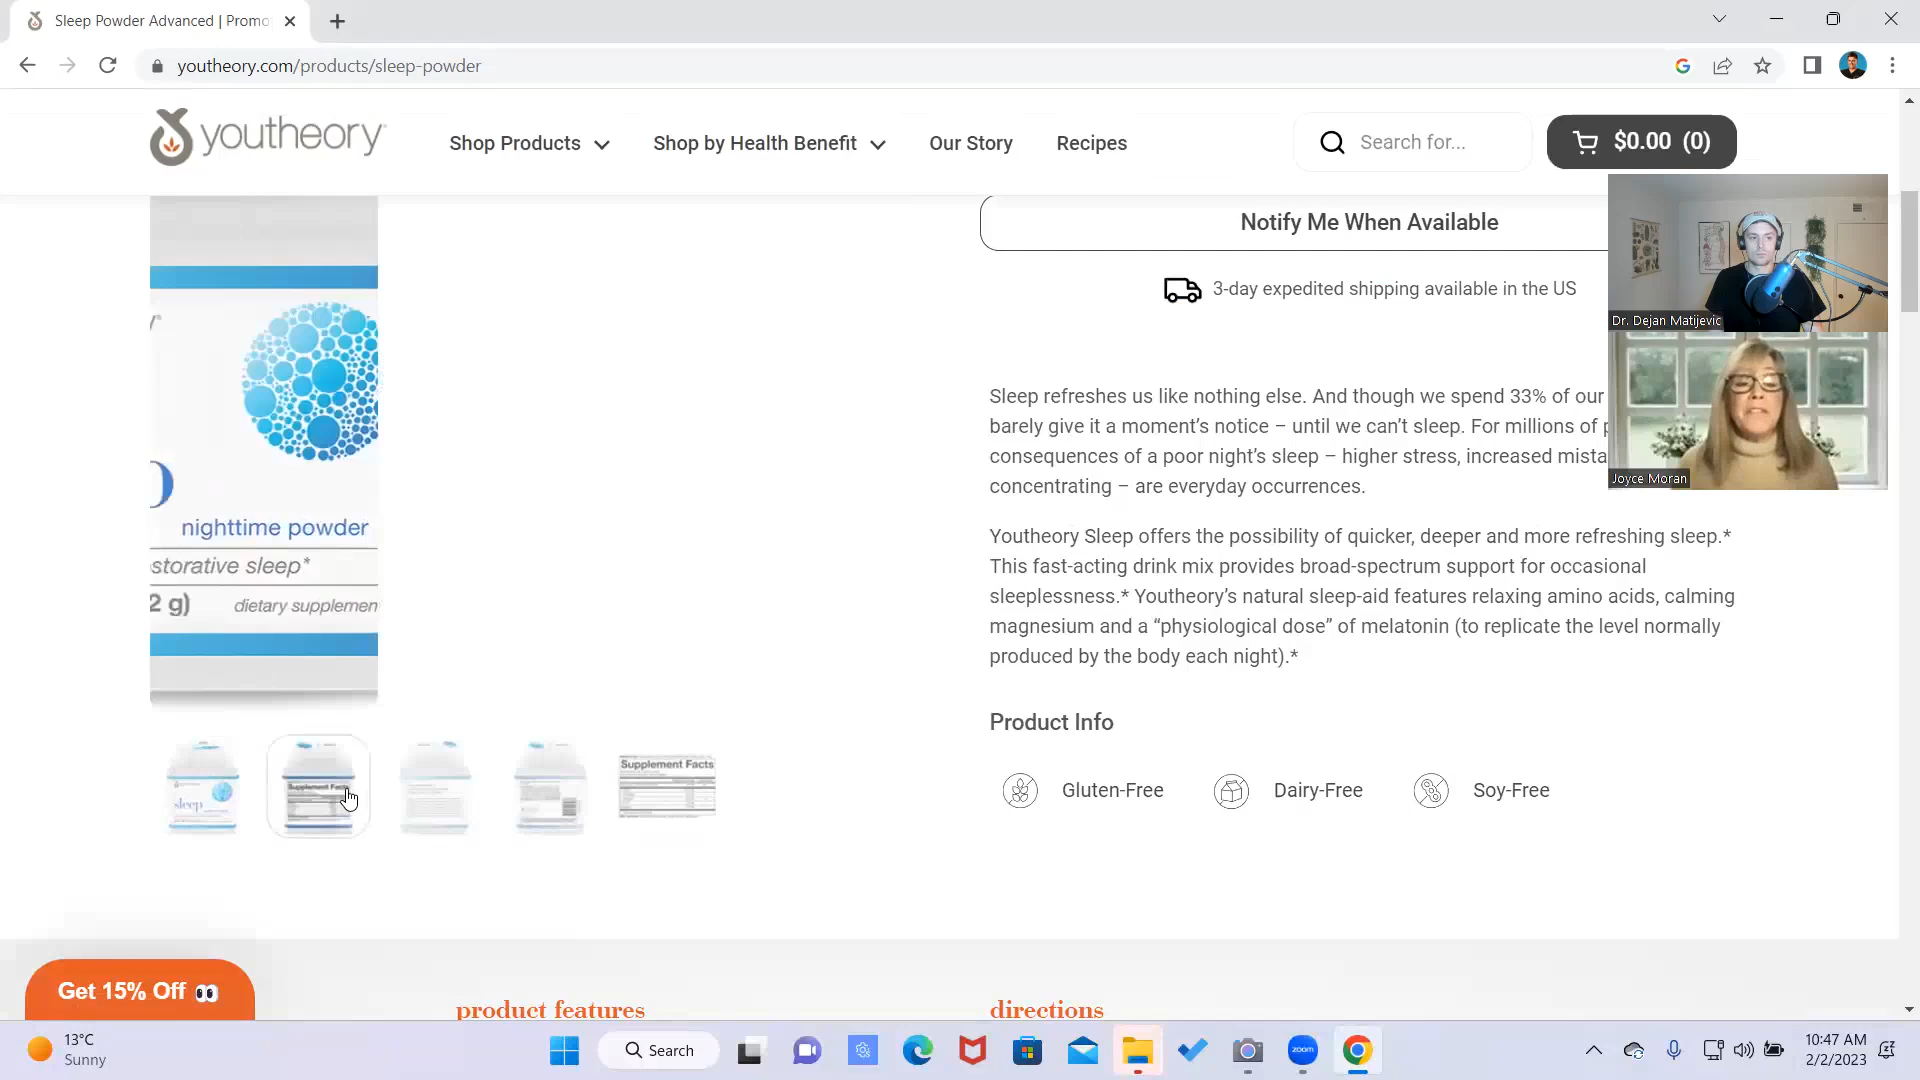 Sleep Powder Advanced | Promo
youtheory.com/products/sleep-powder
youtheory
Shop Products
Shop by Health Benefit
Our Story
Recipes
Search for...
$0.00 (0)
Notify Me When Available
3-day expedited shipping available in the US
Dr. Dejan Matijevic
Joyce Moran
nighttime powder
storative sleep*
2 g) dietary supplemen
Sleep refreshes us like nothing else. And though we spend 33% of our
barely give it a moment’s notice – until we can’t sleep. For millions of p
consequences of a poor night’s sleep – higher stress, increased mista
concentrating – are everyday occurrences.
Youtheory Sleep offers the possibility of quicker, deeper and more refreshing sleep.*
This fast-acting drink mix provides broad-spectrum support for occasional
sleeplessness.* Youtheory’s natural sleep-aid features relaxing amino acids, calming
magnesium and a “physiological dose” of melatonin (to replicate the level normally
produced by the body each night).*
Product Info
Gluten-Free
Dairy-Free
Soy-Free
sleep
Supplement Facts
Supplement Facts
Get 15% Off
product features
directions
13°C
Sunny
Search
zoom
10:47 AM
2/2/2023